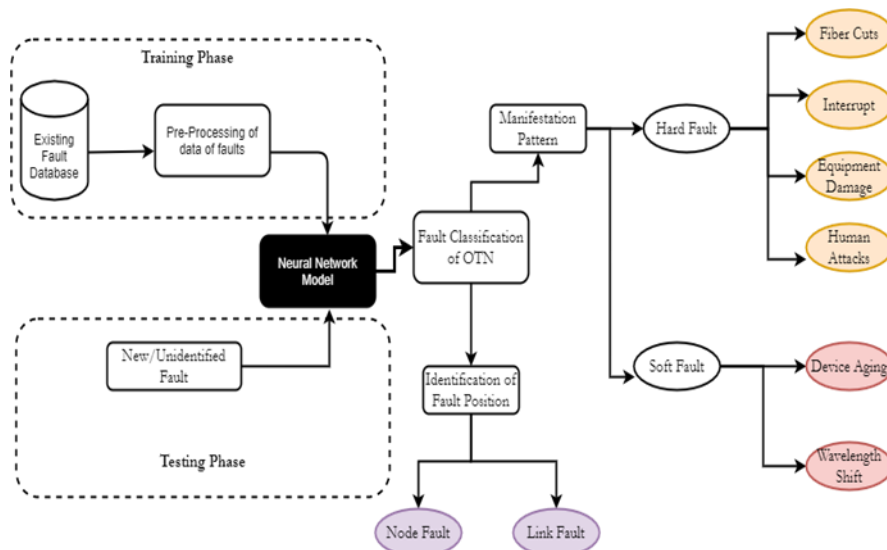 Training Phase
Existing
Fault
Database
Pre-Processing of
data of faults
Neural Network
Model
New/Unidentified
Fault
Testing Phase
Fault Classification
of OTN
Manifestation
Pattern
Identification of
Fault Position
Node Fault
Link Fault
Hard Fault
Soft Fault
Fiber Cuts
Interrupt
Equipment
Damage
Human
Attacks
Device Aging
Wavelength
Shift